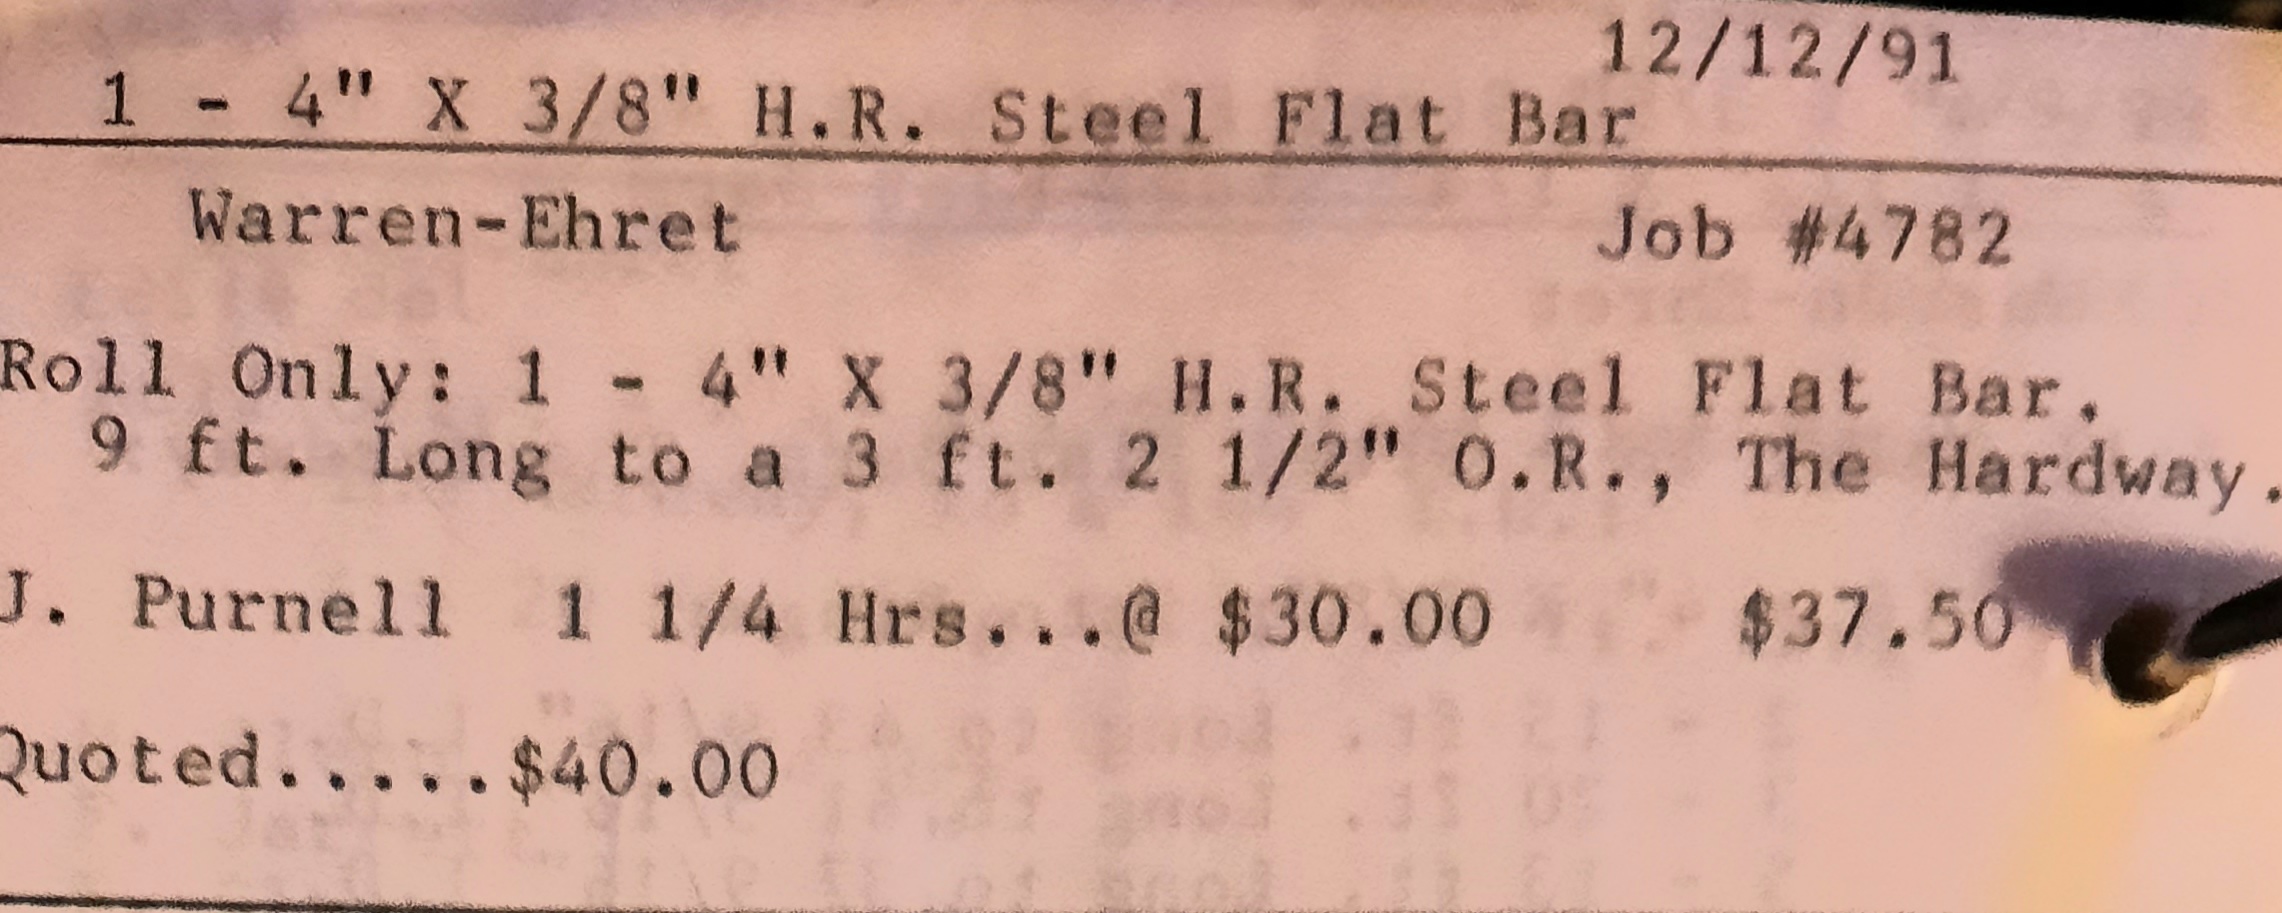 12/12/91
1 - 4" X 3/8" H.R. Steel Flat Bar
Warren-Ehret Job #4782
Roll Only: 1 - 4" X 3/8" H.R. Steel Flat Bar.
9 ft. Long to a 3 ft. 2 1/2" O.R., The Hardway.
J. Purnell 1 1/4 Hrs...@ $30.00 $37.50
Quoted.....$40.00